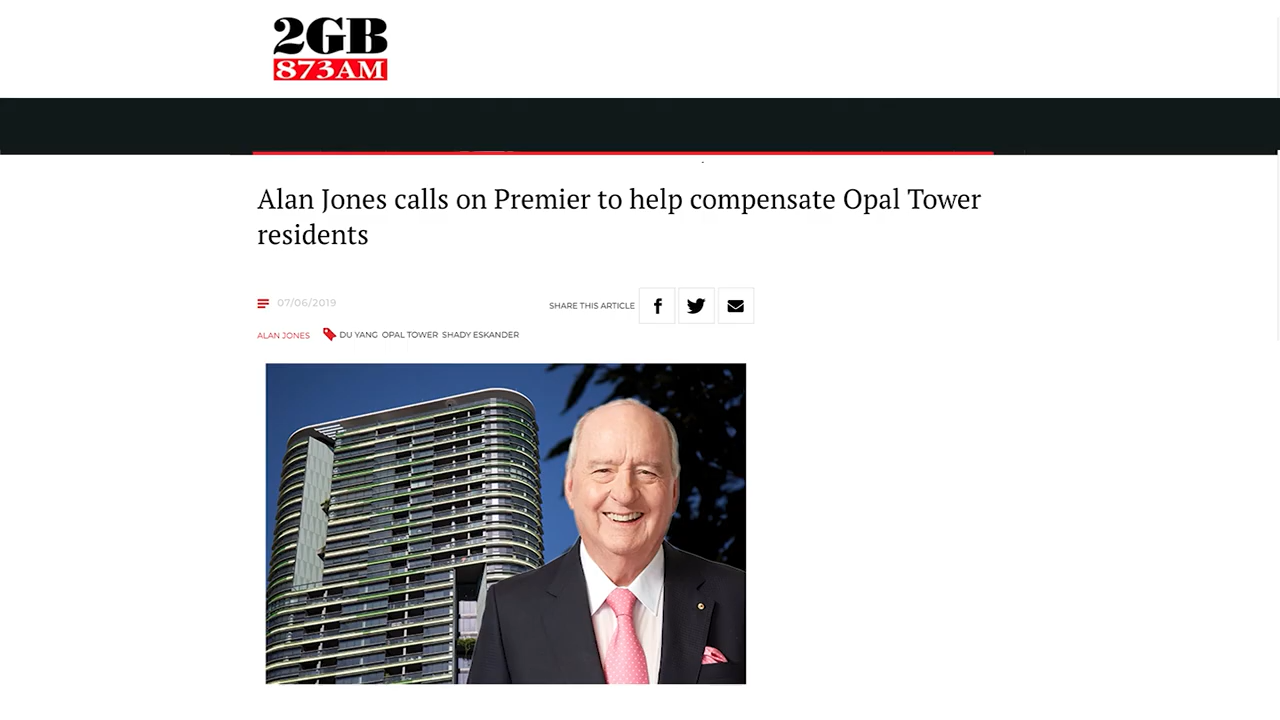 2GB
873AM
Alan Jones calls on Premier to help compensate Opal Tower
residents
07/06/2019
SHARE THIS ARTICLE
ALAN JONES
DU YANG OPAL TOWER SHADY ESKANDER